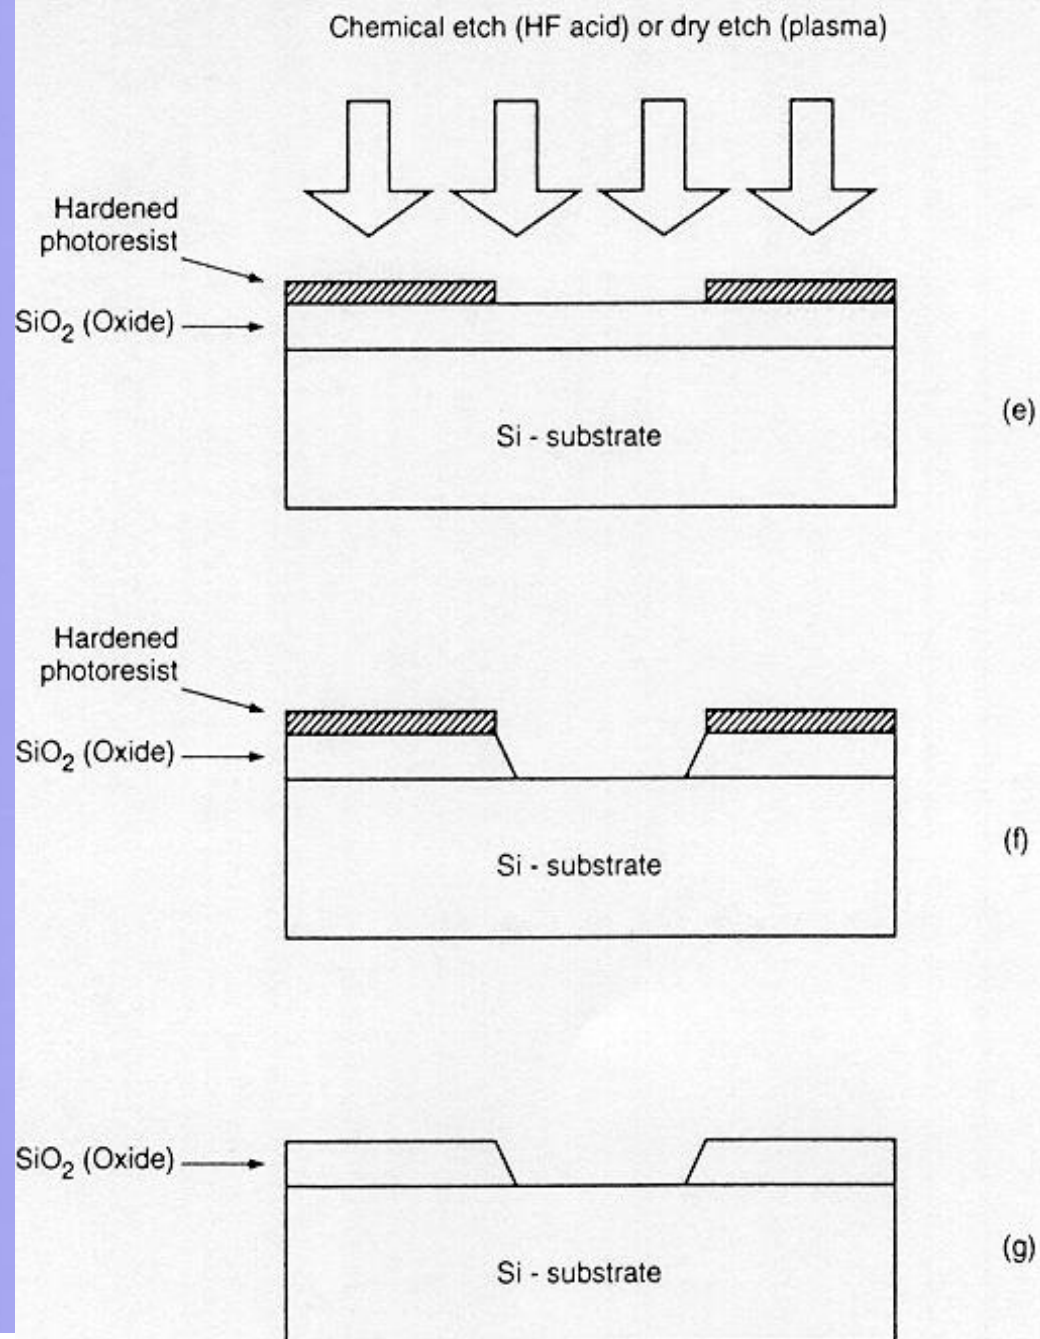 Chemical etch (HF acid) or dry etch (plasma)
Hardened
photoresist
SiO2 (Oxide)
Si - substrate
(e)
Hardened
photoresist
SiO2 (Oxide)
Si - substrate
(f)
SiO2 (Oxide)
Si - substrate
(g)